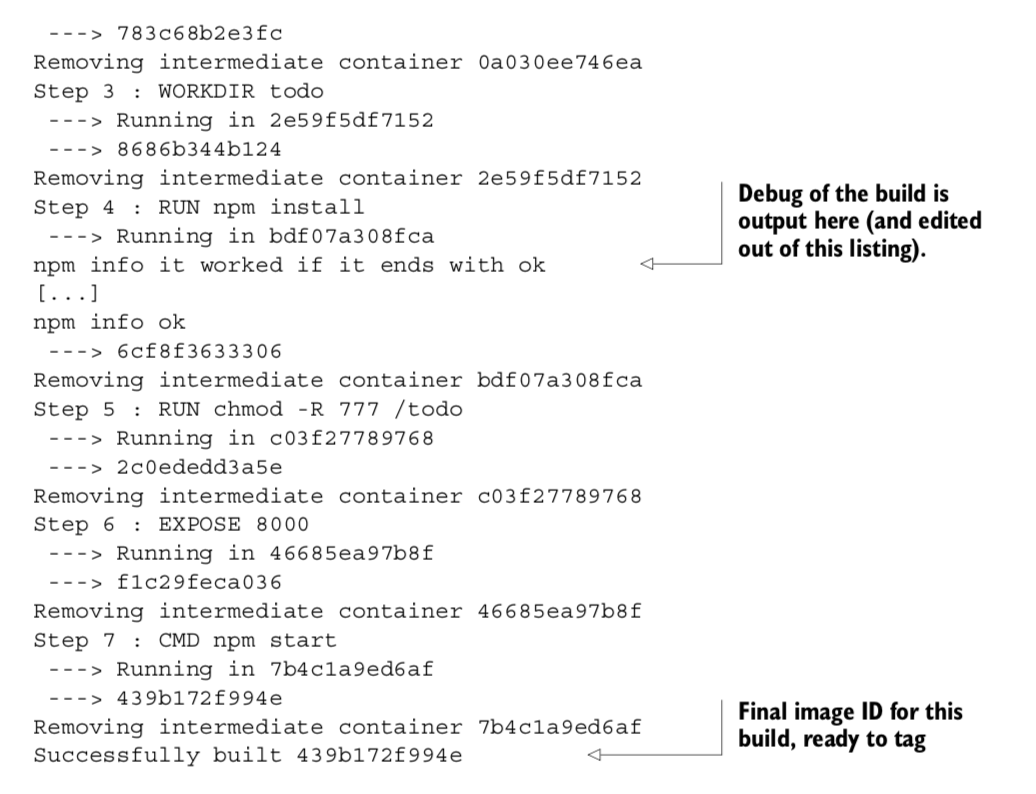 ---> 783c68b2e3fc
Removing intermediate container 0a030ee746ea
Step 3 : WORKDIR todo
---> Running in 2e59f5df7152
---> 8686b344b124
Removing intermediate container 2e59f5df7152
Step 4 : RUN npm install
---> Running in bdf07a308fca
npm info it worked if it ends with ok
[...]
npm info ok
---> 6cf8f3633306
Removing intermediate container bdf07a308fca
Step 5 : RUN chmod -R 777 /todo
---> Running in c03f27789768
---> 2c0ededd3a5e
Removing intermediate container c03f27789768
Step 6 : EXPOSE 8000
---> Running in 46685ea97b8f
---> f1c29feca036
Removing intermediate container 46685ea97b8f
Step 7 : CMD npm start
---> Running in 7b4c1a9ed6af
---> 439b172f994e
Removing intermediate container 7b4c1a9ed6af
Successfully built 439b172f994e
Debug of the build is
output here (and edited
out of this listing).
Final image ID for this
build, ready to tag